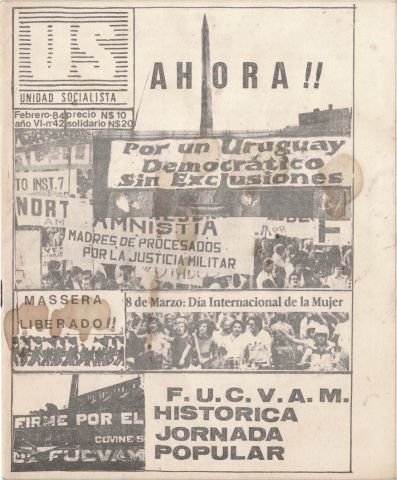 US
UNIDAD SOCIALISTA
Febrero-84 precio N$ 10
año VI-nº42 solidario N$ 20
AHORA!!
Por un Uruguay
Democrático
Sin Exclusiones
TO INST. 7
NORT
AMNISTIA
MADRES DE PROCESADOS
POR LA JUSTICIA MILITAR
MASSERA
LIBERADO!!
8 de Marzo: Día Internacional de la Mujer
FIRME POR EL
COVINE 5
DE FUCVAM
F.U.C.V.A.M.
HISTORICA
JORNADA
POPULAR